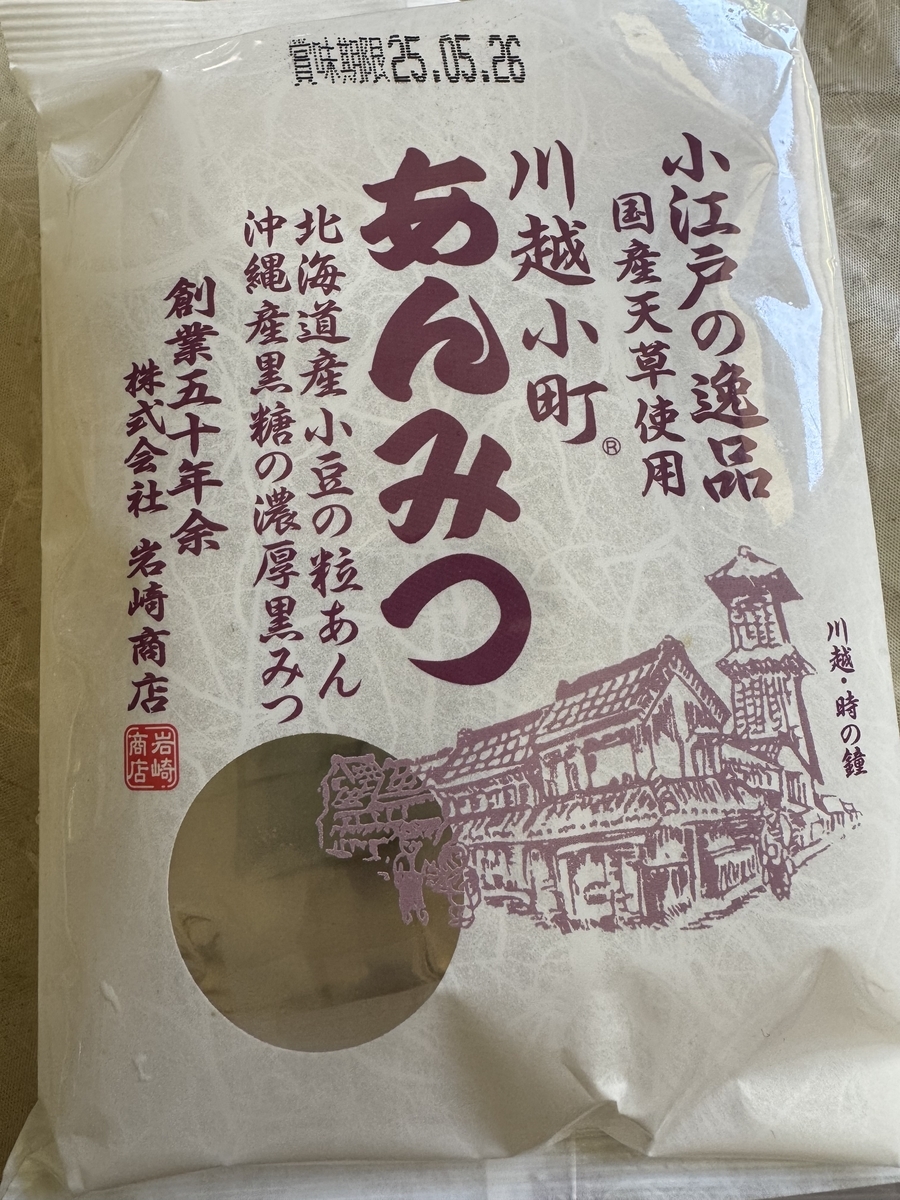 賞味期限25.05.26
小江戸の逸品
国産天草使用
川越小町®
あんみつ
北海道産小豆の粒あん
沖縄産黒糖の濃厚黒みつ
創業五十年余
株式会社 岩崎商店
岩崎
商店
川越・時の鐘